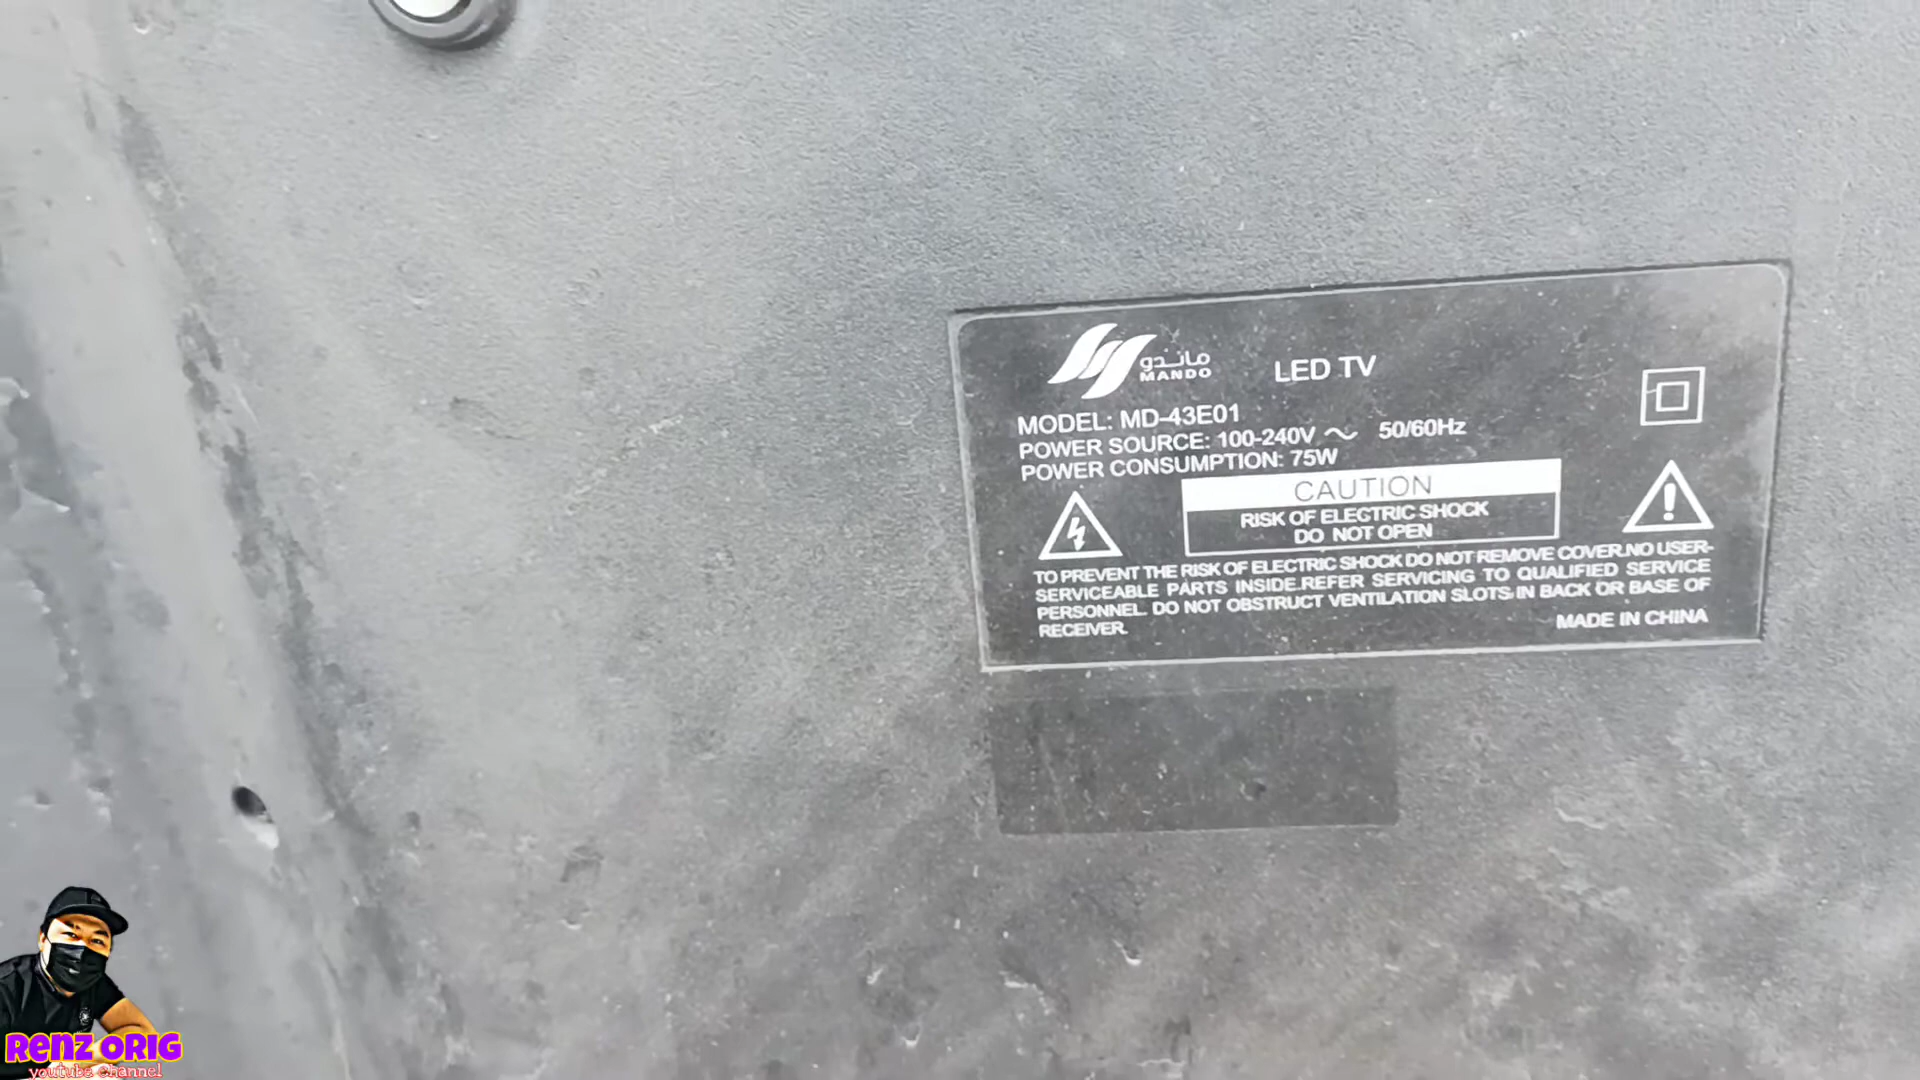 ماندو
MANDO
LED TV
MODEL: MD-43E01
POWER SOURCE: 100-240V ~ 50/60Hz
POWER CONSUMPTION: 75W
CAUTION
RISK OF ELECTRIC SHOCK
DO NOT OPEN
TO PREVENT THE RISK OF ELECTRIC SHOCK DO NOT REMOVE COVER.NO USER-
SERVICEABLE PARTS INSIDE.REFER SERVICING TO QUALIFIED SERVICE
PERSONNEL. DO NOT OBSTRUCT VENTILATION SLOTS IN BACK OR BASE OF
RECEIVER.
MADE IN CHINA
Renz ORIG
youtube channel